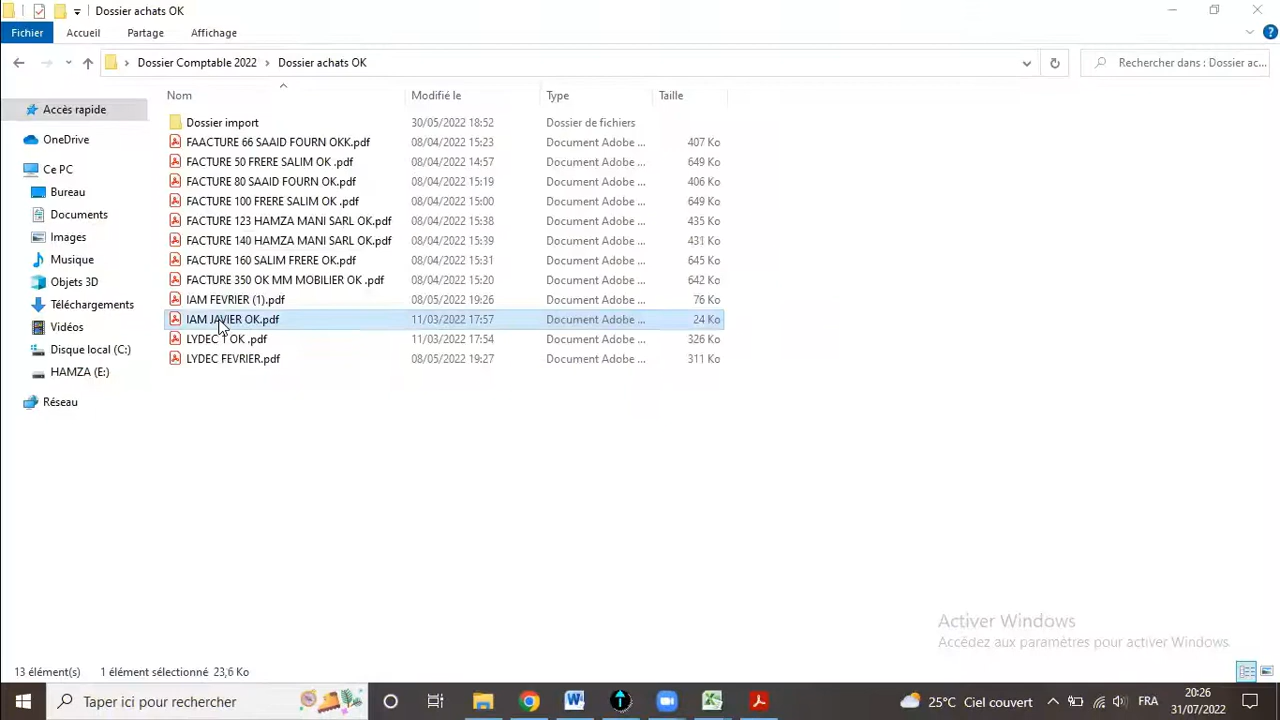 Dossier achats OK
Fichier Accueil Partage Affichage
Dossier Comptable 2022 Dossier achats OK
Rechercher dans : Dossier ac...
Nom Modifié le Type Taille
Accès rapide
OneDrive
Ce PC
Bureau
Documents
Images
Musique
Objets 3D
Téléchargements
Vidéos
Disque local (C:)
HAMZA (E:)
Réseau
Dossier import 30/05/2022 18:52 Dossier de fichiers
FAACTURE 66 SAAID FOURN OKK.pdf 08/04/2022 15:23 Document Adobe ... 407 Ko
FACTURE 50 FRERE SALIM OK .pdf 08/04/2022 14:57 Document Adobe ... 649 Ko
FACTURE 80 SAAID FOURN OK.pdf 08/04/2022 15:19 Document Adobe ... 406 Ko
FACTURE 100 FRERE SALIM OK .pdf 08/04/2022 15:00 Document Adobe ... 649 Ko
FACTURE 123 HAMZA MANI SARL OK.pdf 08/04/2022 15:38 Document Adobe ... 435 Ko
FACTURE 140 HAMZA MANI SARL OK.pdf 08/04/2022 15:39 Document Adobe ... 431 Ko
FACTURE 160 SALIM FRERE OK.pdf 08/04/2022 15:31 Document Adobe ... 645 Ko
FACTURE 350 OK MM MOBILIER OK .pdf 08/04/2022 15:20 Document Adobe ... 642 Ko
IAM FEVRIER (1).pdf 08/05/2022 19:26 Document Adobe ... 76 Ko
IAM JAVIER OK.pdf 11/03/2022 17:57 Document Adobe ... 24 Ko
LYDEC 1 OK .pdf 11/03/2022 17:54 Document Adobe ... 326 Ko
LYDEC FEVRIER.pdf 08/05/2022 19:27 Document Adobe ... 311 Ko
Activer Windows
Accédez aux paramètres pour activer Windows.
13 élément(s) 1 élément sélectionné 23,6 Ko
Taper ici pour rechercher
25°C Ciel couvert
FRA
20:26
31/07/2022